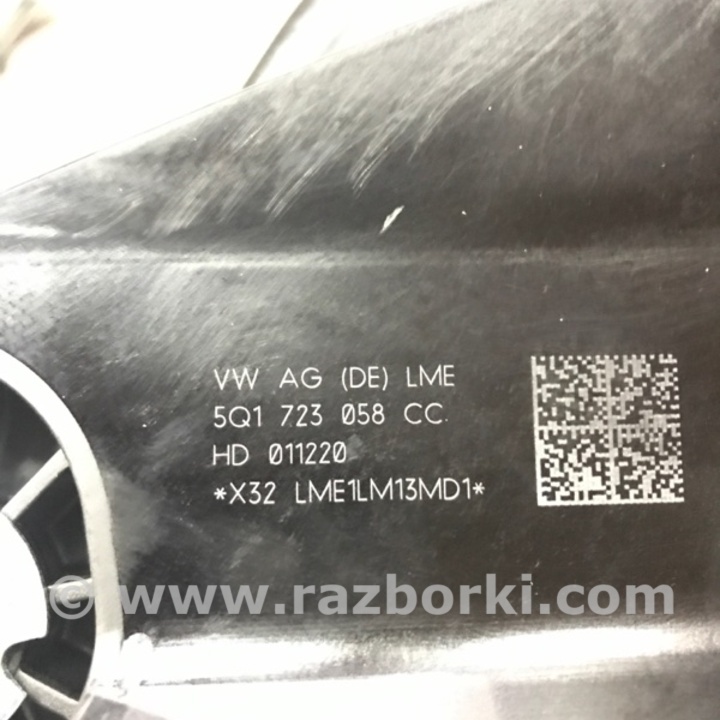 VW AG (DE) LME
5Q1 723 058 CC
HD 011220
*X32 LME1LM13MD1*
© www.razborki.com